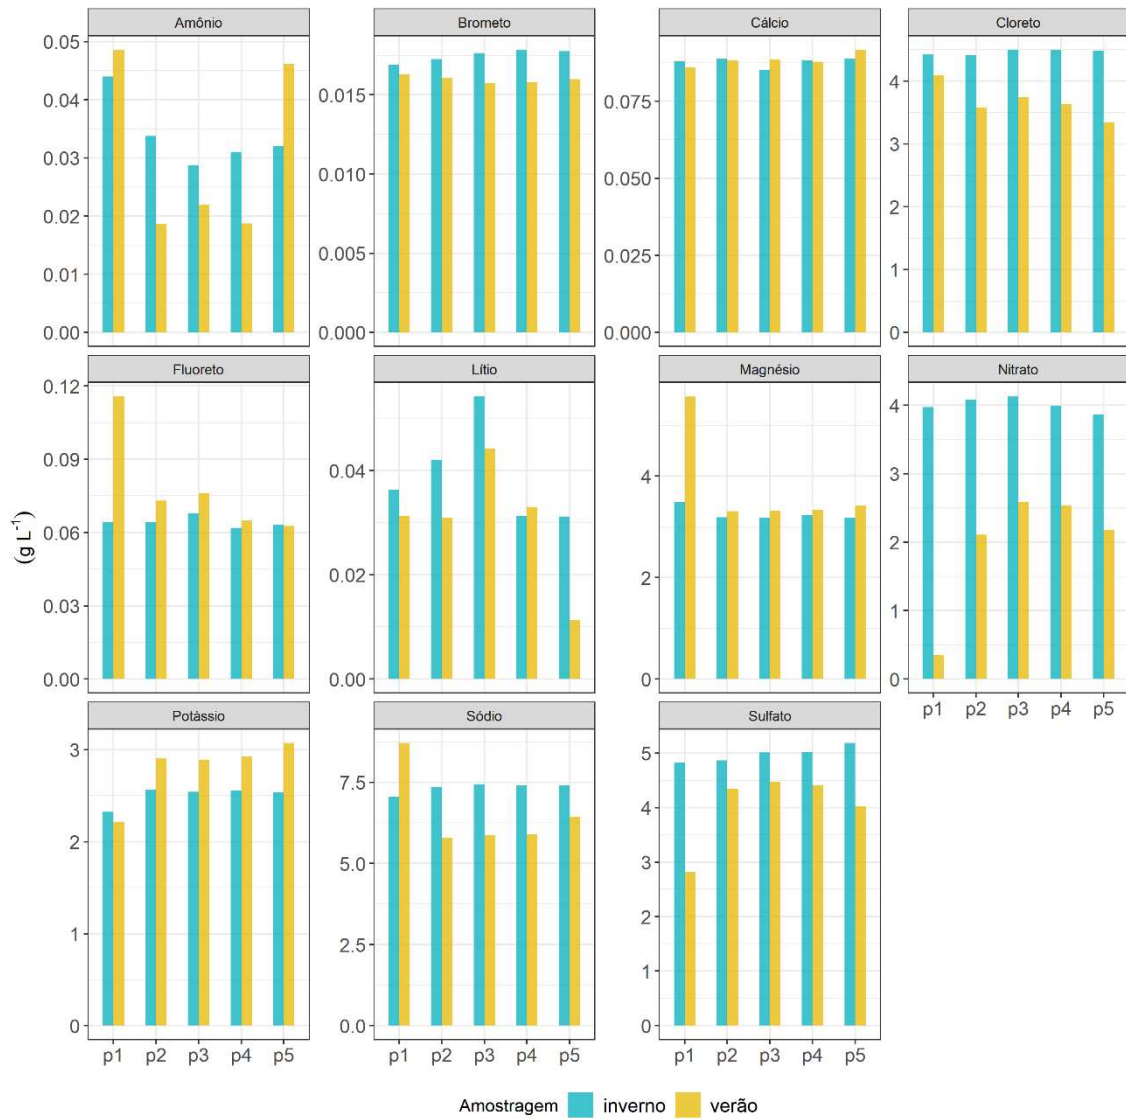 Amônio
Brometo
Cálcio
Cloreto
0.05
0.04
0.03
0.02
0.01
0.00
0.015
0.010
0.005
0.000
0.075
0.050
0.025
0.000
4
3
2
1
0
Fluoreto
Lítio
Magnésio
Nitrato
0.12
0.09
0.06
0.03
0.00
0.04
0.02
0.00
4
2
0
4
3
2
1
0
p1 p2 p3 p4 p5
(g L⁻¹)
Potàssio
Sódio
Sulfato
3
2
1
0
7.5
5.0
2.5
0.0
5
4
3
2
1
0
p1 p2 p3 p4 p5
p1 p2 p3 p4 p5
p1 p2 p3 p4 p5
Amostragem inverno verão